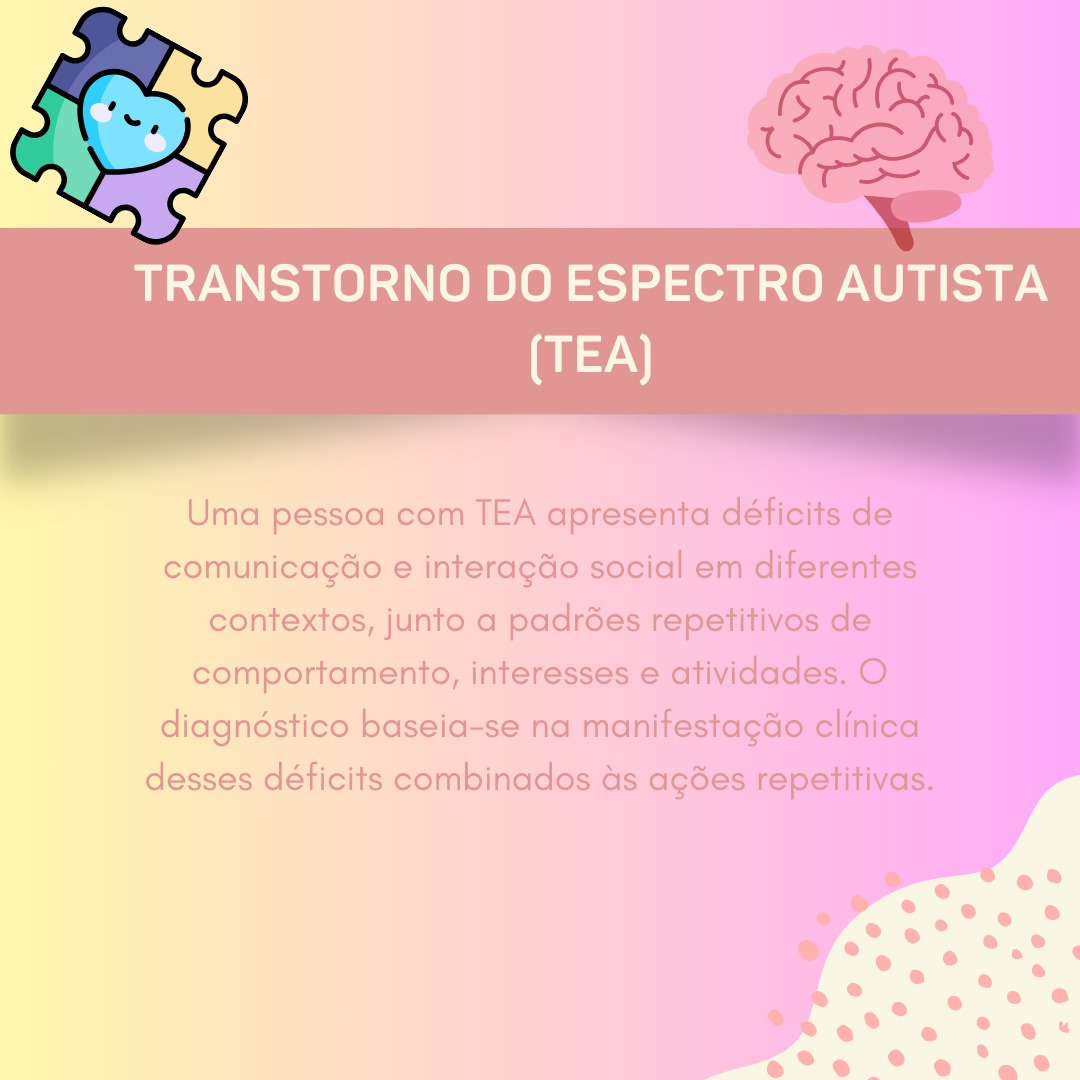 TRANSTORNO DO ESPECTRO AUTISTA
(TEA)
Uma pessoa com TEA apresenta déficits de
comunicação e interação social em diferentes
contextos, junto a padrões repetitivos de
comportamento, interesses e atividades. O
diagnóstico baseia-se na manifestação clínica
desses déficits combinados às ações repetitivas.